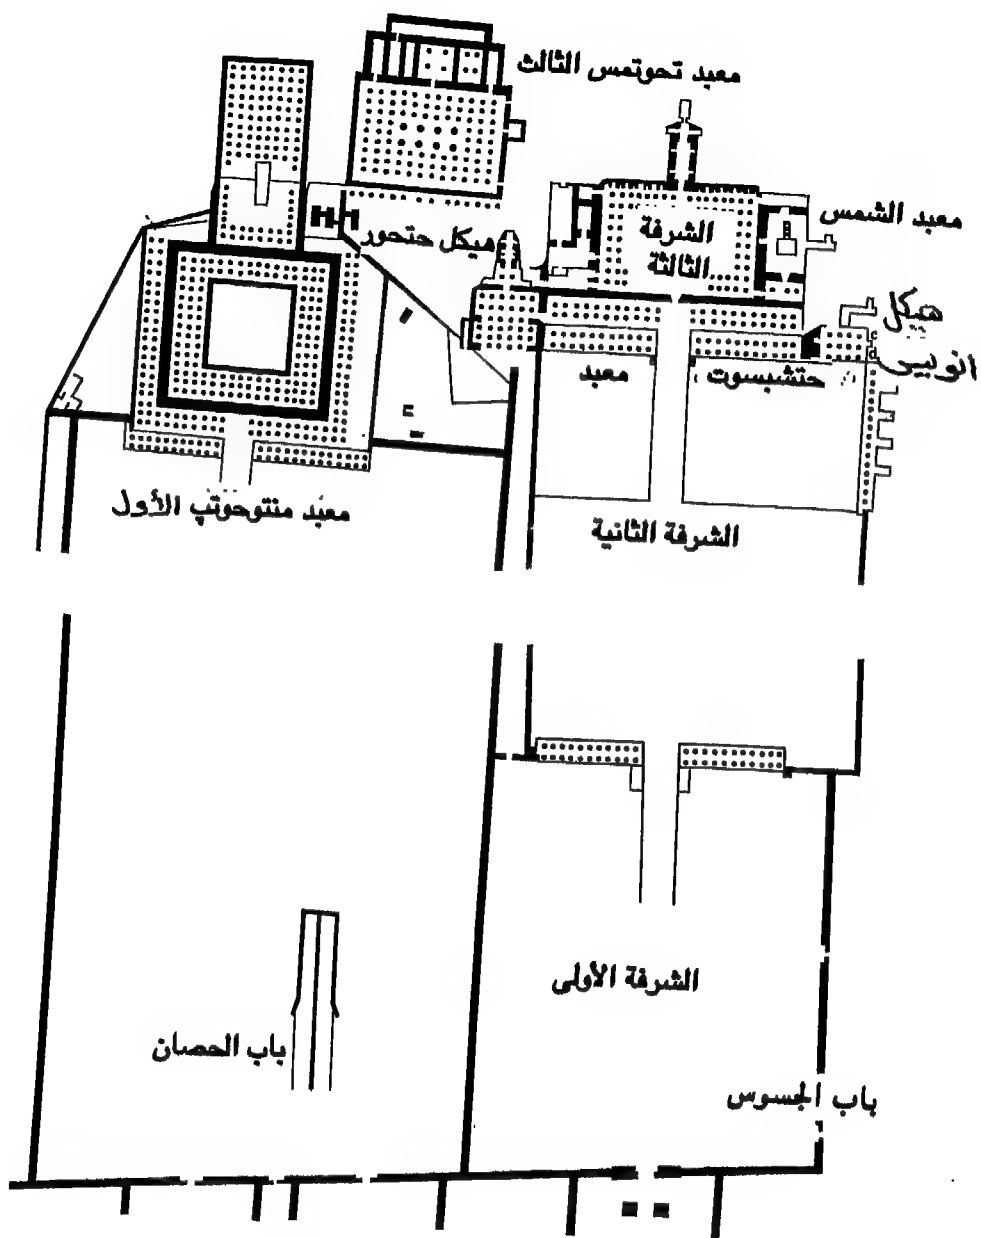 معبد تحوتمس الثالث
معبد الشمس
الشرفة
الثالثة
هيكل حتحور
هيكل
انوبيس
معبد حتشبسوت
معبد منتوحوتپ الأول
الشرفة الثانية
الشرفة الأولى
باب الحصان
باب الجسوس